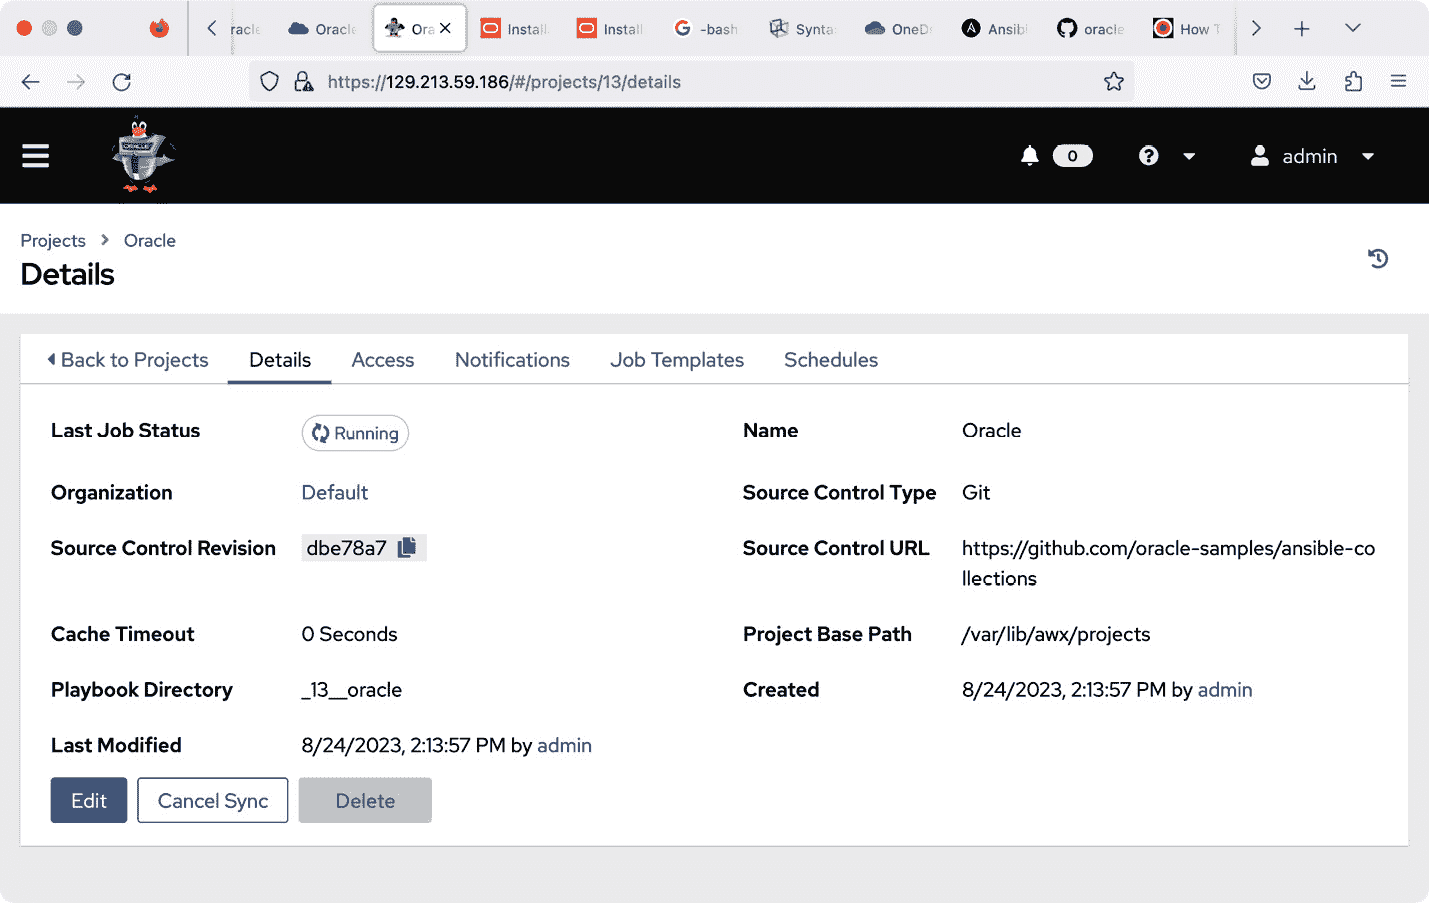 Oracle
Ora
Install
Install
-bash
Synta
OneD
Ansib
oracle
How T
https://129.213.59.186/#/projects/13/details
ORACLE
0
admin
Projects Oracle
Details
Back to Projects Details Access Notifications Job Templates Schedules
Last Job Status Running Name Oracle
Organization Default Source Control Type Git
Source Control Revision dbe78a7 Source Control URL https://github.com/oracle-samples/ansible-co
llections
Cache Timeout 0 Seconds Project Base Path /var/lib/awx/projects
Playbook Directory _13__oracle Created 8/24/2023, 2:13:57 PM by admin
Last Modified 8/24/2023, 2:13:57 PM by admin
Edit Cancel Sync Delete